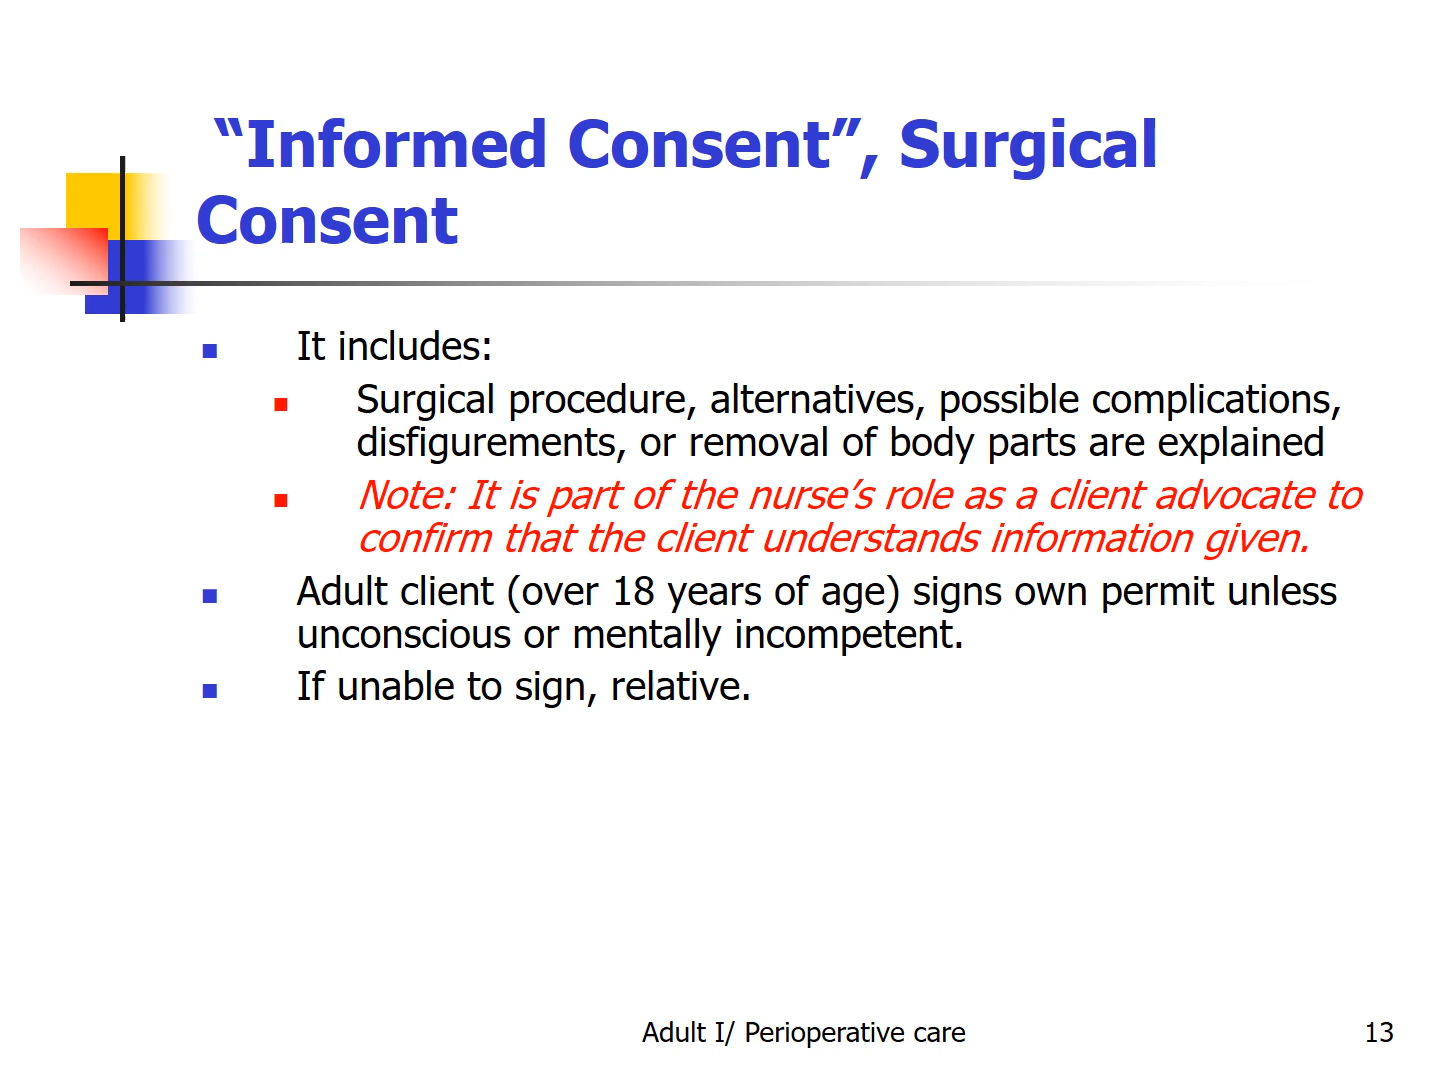 “Informed Consent”, Surgical
Consent
It includes:
Surgical procedure, alternatives, possible complications,
disfigurements, or removal of body parts are explained
Note: It is part of the nurse’s role as a client advocate to
confirm that the client understands information given.
Adult client (over 18 years of age) signs own permit unless
unconscious or mentally incompetent.
If unable to sign, relative.
Adult I/ Perioperative care
13